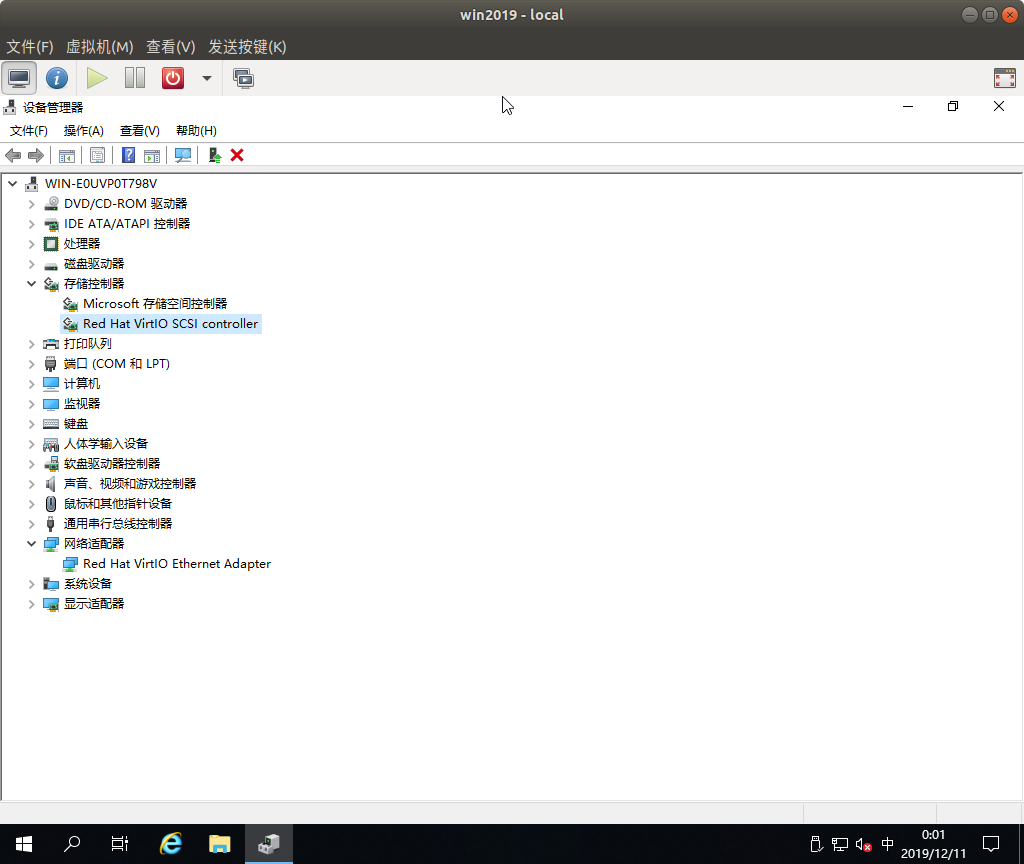 win2019 - local
文件(F) 虚拟机(M) 查看(V) 发送按键(K)
设备管理器
文件(F) 操作(A) 查看(V) 帮助(H)
WIN-E0UVP0T798V
DVD/CD-ROM 驱动器
IDE ATA/ATAPI 控制器
处理器
磁盘驱动器
存储控制器
Microsoft 存储空间控制器
Red Hat VirtIO SCSI controller
打印队列
端口 (COM 和 LPT)
计算机
监视器
键盘
人体学输入设备
软盘驱动器控制器
声音、视频和游戏控制器
鼠标和其他指针设备
通用串行总线控制器
网络适配器
Red Hat VirtIO Ethernet Adapter
系统设备
显示适配器
中
0:01
2019/12/11